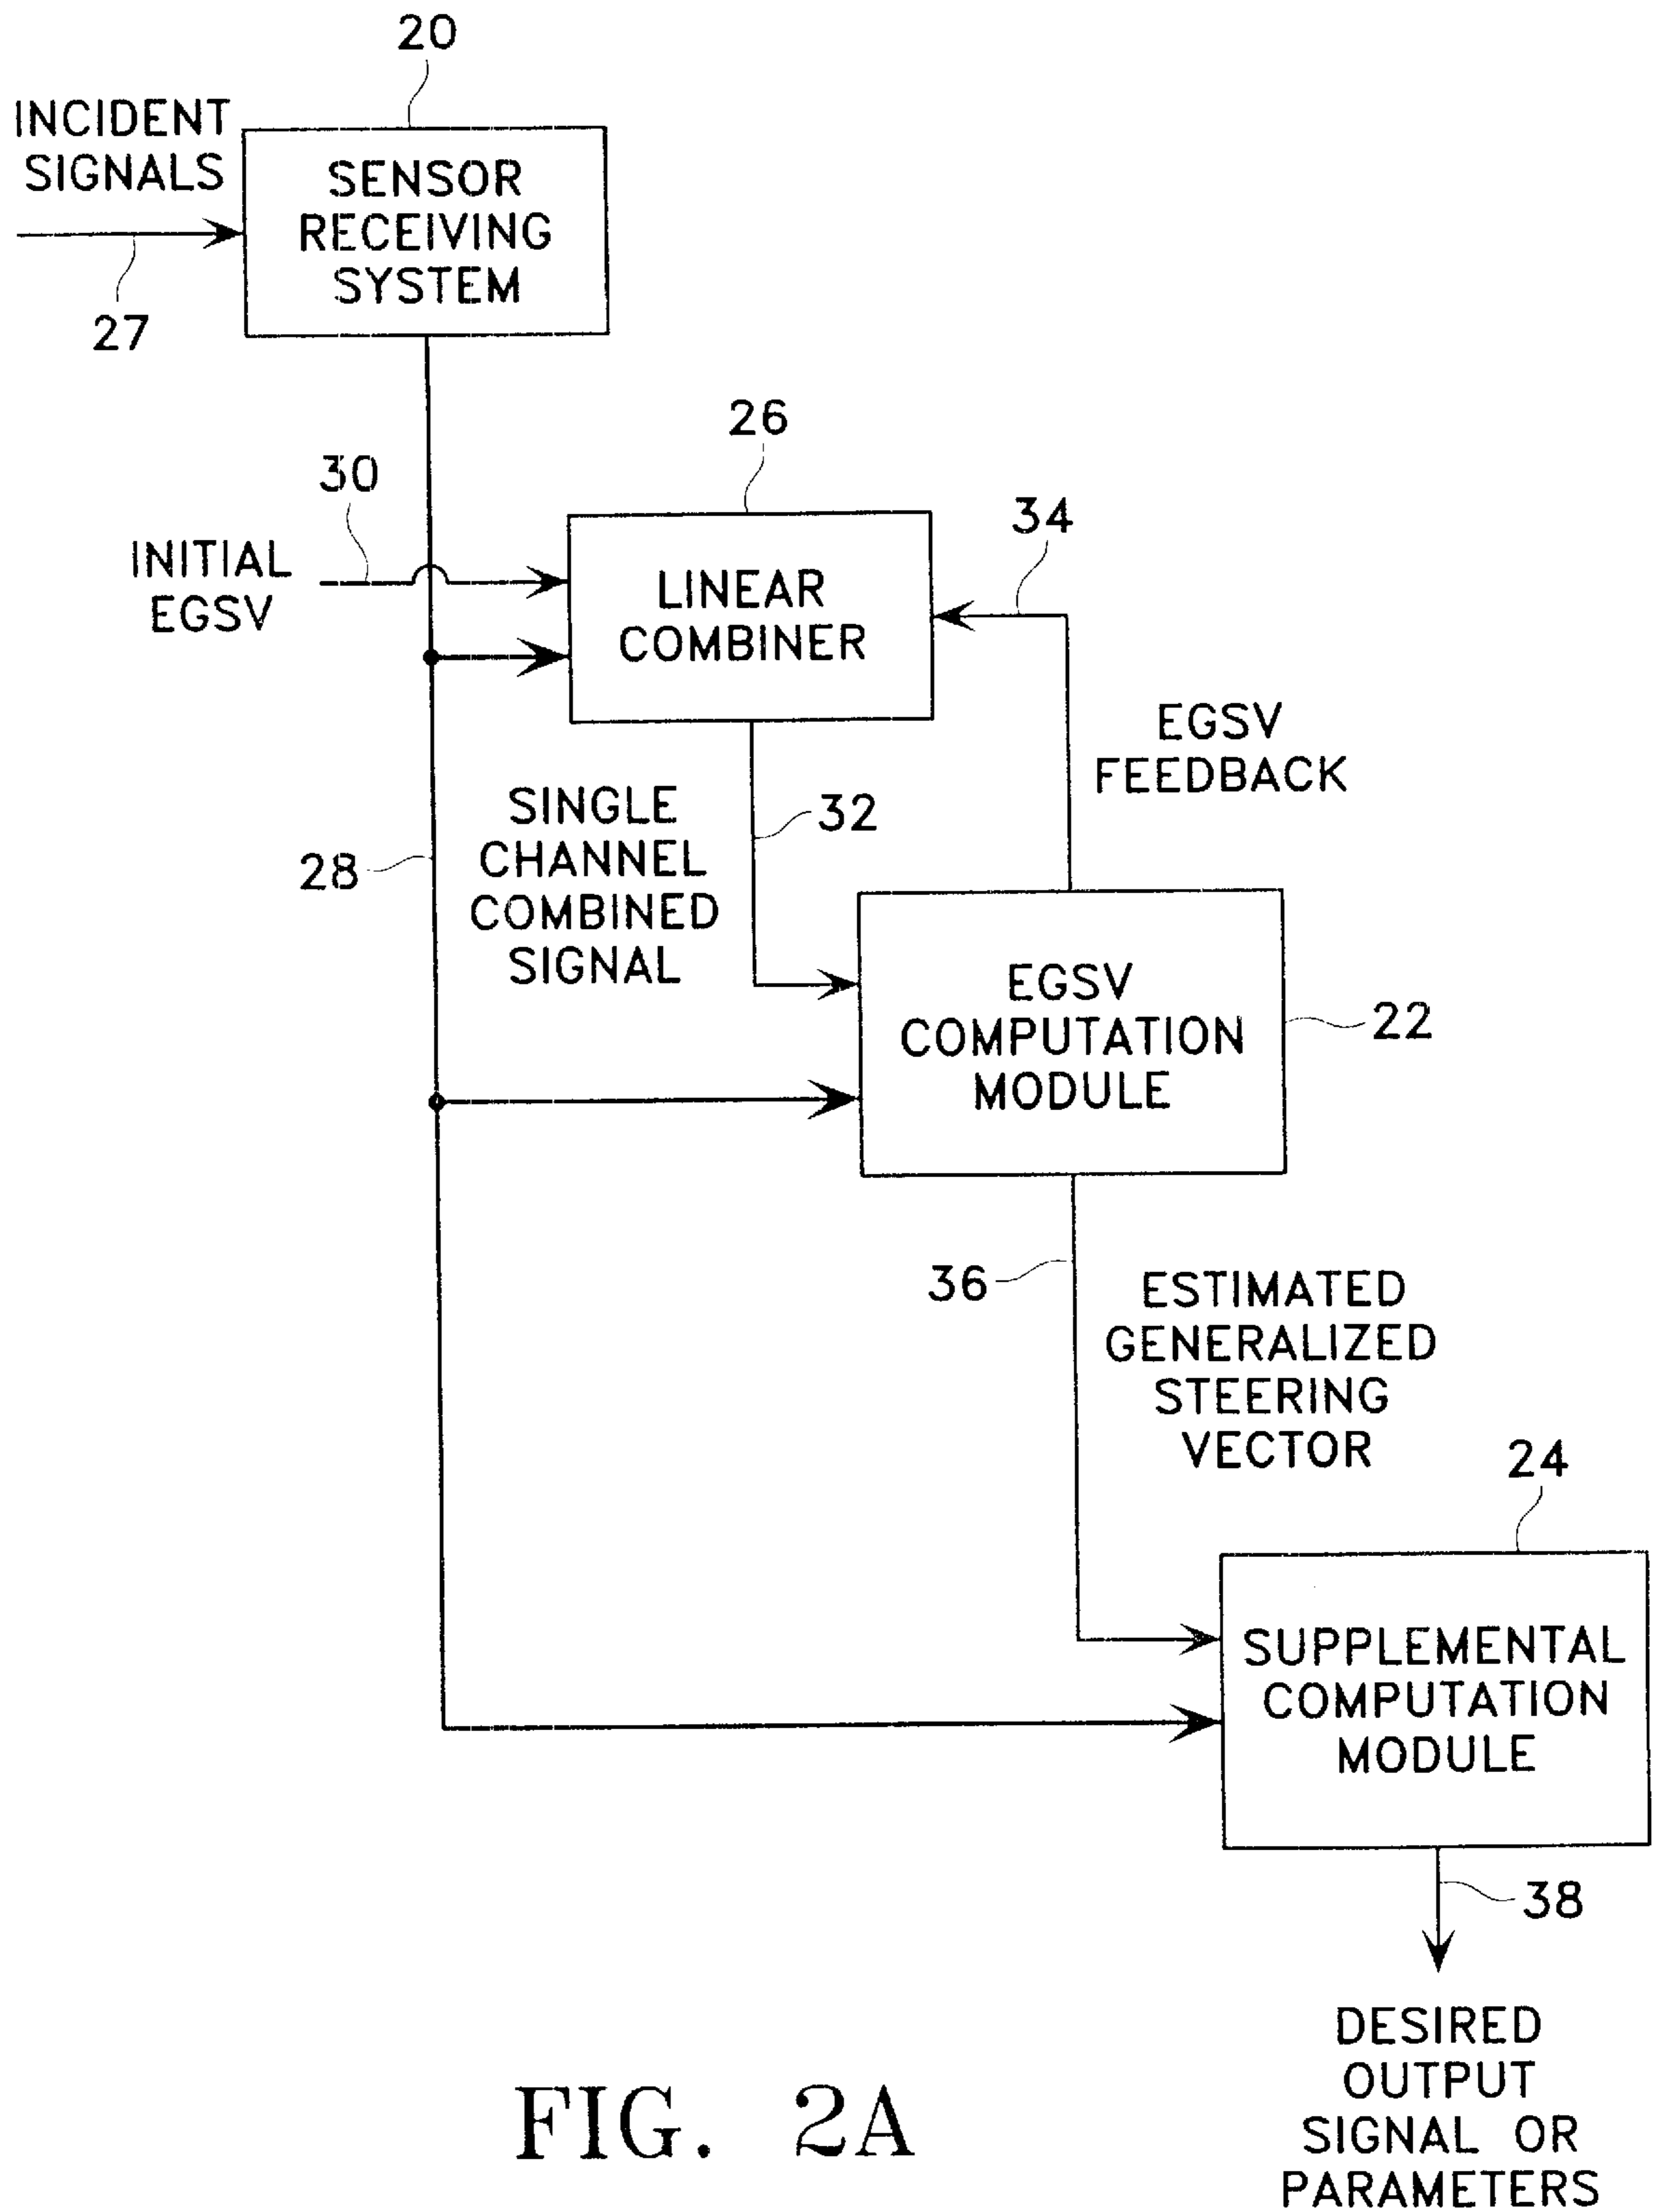 20
INCIDENT
SIGNALS
SENSOR
RECEIVING
SYSTEM
27
26
30
34
INITIAL
EGSV
LINEAR
COMBINER
EGSV
FEEDBACK
SINGLE
CHANNEL
COMBINED
SIGNAL
32
28
EGSV
COMPUTATION
MODULE
22
36
ESTIMATED
GENERALIZED
STEERING
VECTOR
24
SUPPLEMENTAL
COMPUTATION
MODULE
38
DESIRED
OUTPUT
SIGNAL OR
PARAMETERS
FIG. 2A